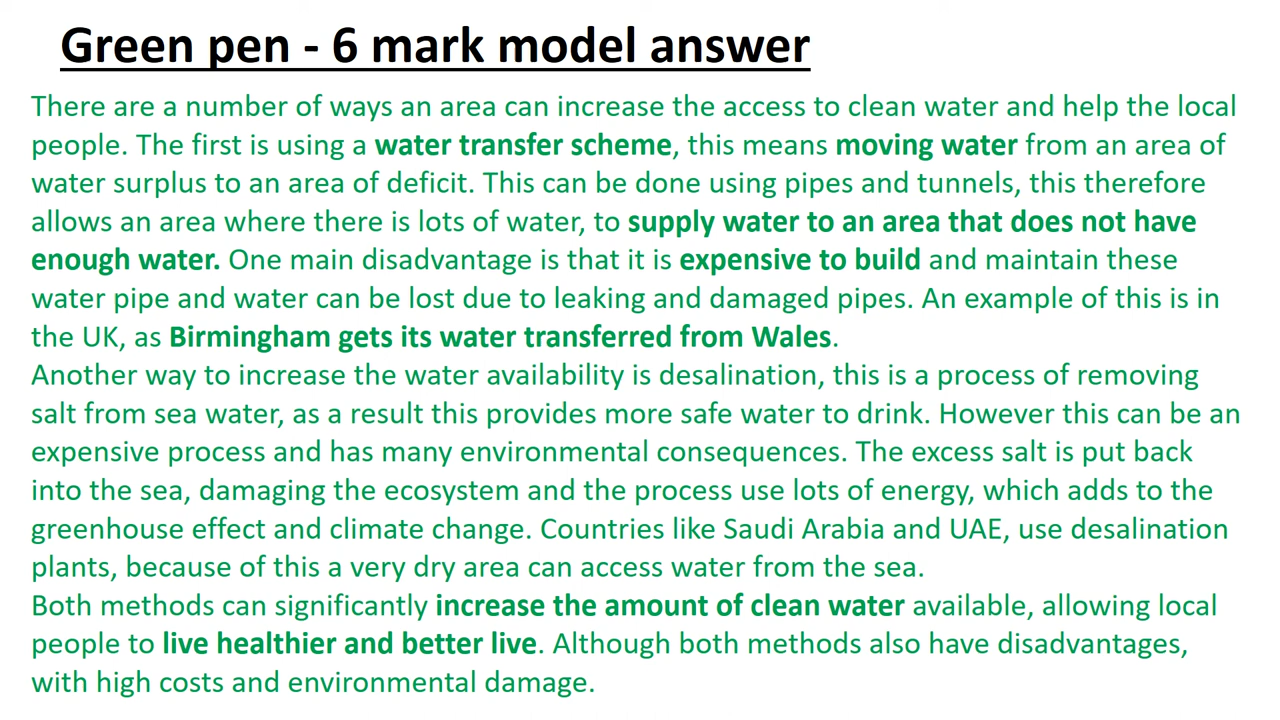 Green pen - 6 mark model answer
There are a number of ways an area can increase the access to clean water and help the local
people. The first is using a water transfer scheme, this means moving water from an area of
water surplus to an area of deficit. This can be done using pipes and tunnels, this therefore
allows an area where there is lots of water, to supply water to an area that does not have
enough water. One main disadvantage is that it is expensive to build and maintain these
water pipe and water can be lost due to leaking and damaged pipes. An example of this is in
the UK, as Birmingham gets its water transferred from Wales.
Another way to increase the water availability is desalination, this is a process of removing
salt from sea water, as a result this provides more safe water to drink. However this can be an
expensive process and has many environmental consequences. The excess salt is put back
into the sea, damaging the ecosystem and the process use lots of energy, which adds to the
greenhouse effect and climate change. Countries like Saudi Arabia and UAE, use desalination
plants, because of this a very dry area can access water from the sea.
Both methods can significantly increase the amount of clean water available, allowing local
people to live healthier and better live. Although both methods also have disadvantages,
with high costs and environmental damage.